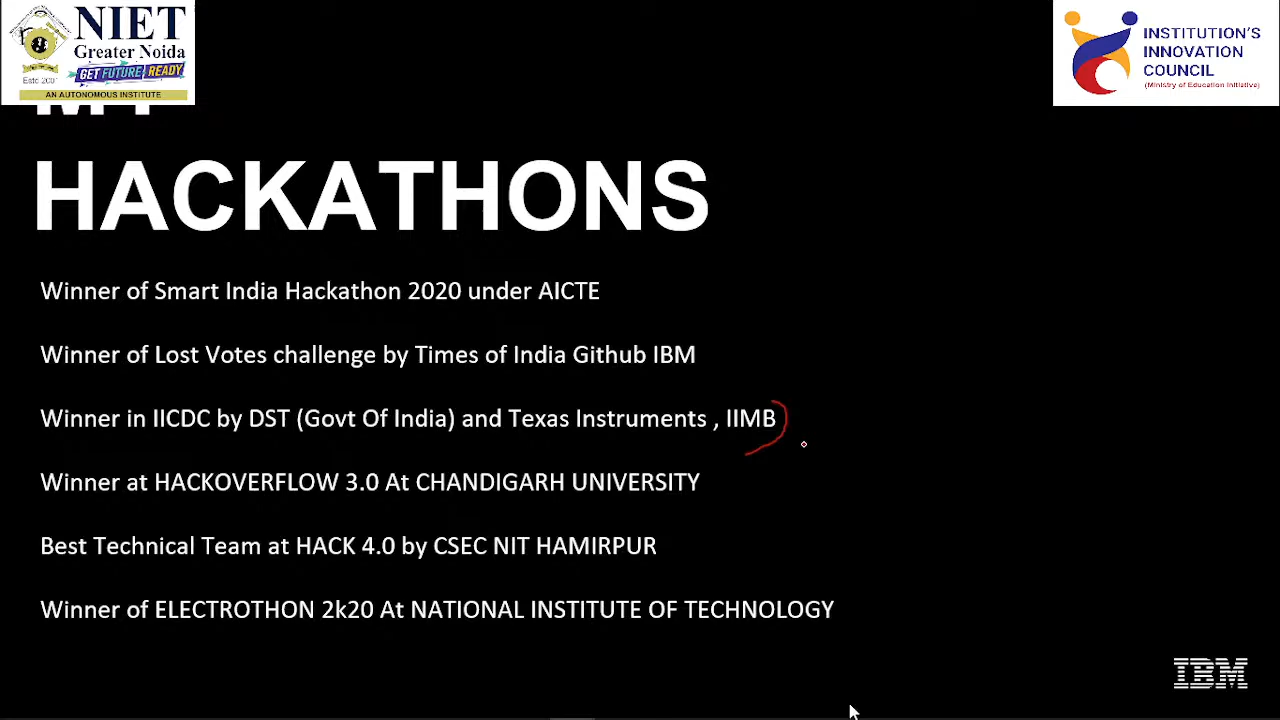 NIET
Greater Noida
GET FUTURE READY
AN AUTONOMOUS INSTITUTE
INSTITUTION'S
INNOVATION
COUNCIL
(Ministry of Education Initiative)
MY
HACKATHONS
Winner of Smart India Hackathon 2020 under AICTE
Winner of Lost Votes challenge by Times of India Github IBM
Winner in IICDC by DST (Govt Of India) and Texas Instruments , IIMB
Winner at HACKOVERFLOW 3.0 At CHANDIGARH UNIVERSITY
Best Technical Team at HACK 4.0 by CSEC NIT HAMIRPUR
Winner of ELECTROTHON 2k20 At NATIONAL INSTITUTE OF TECHNOLOGY
IBM